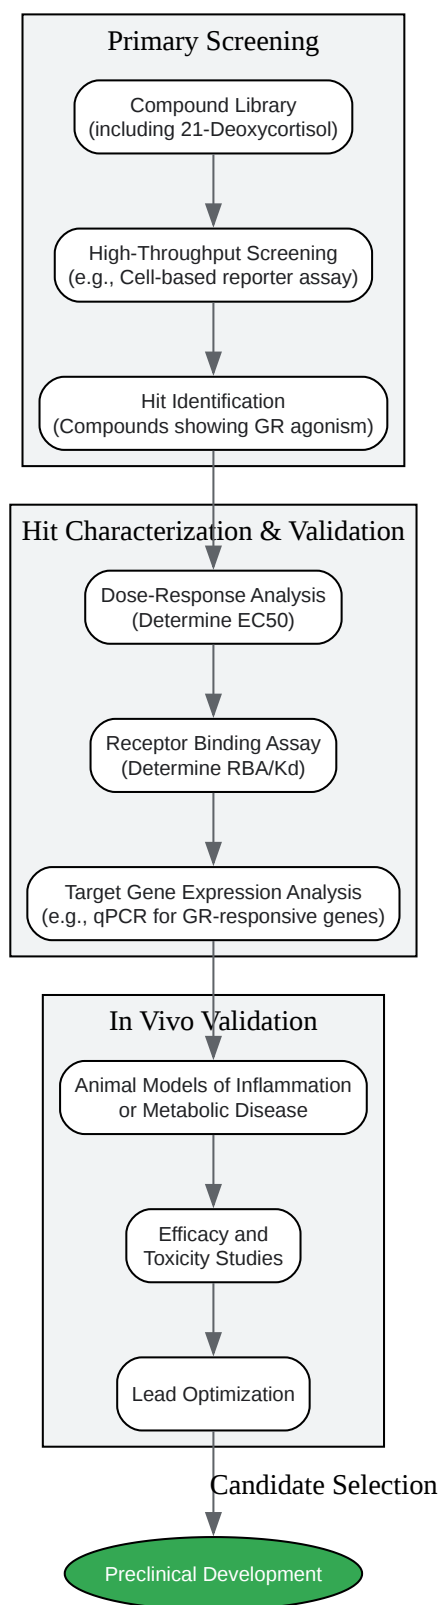 Primary Screening
Compound Library
(including 21-Deoxycortisol)
High-Throughput Screening
(e.g., Cell-based reporter assay)
Hit Identification
(Compounds showing GR agonism)
Hit Characterization & Validation
Dose-Response Analysis
(Determine EC50)
Receptor Binding Assay
(Determine RBA/Kd)
Target Gene Expression Analysis
(e.g., qPCR for GR-responsive genes)
In Vivo Validation
Animal Models of Inflammation
or Metabolic Disease
Efficacy and
Toxicity Studies
Lead Optimization
Candidate Selection
Preclinical Development